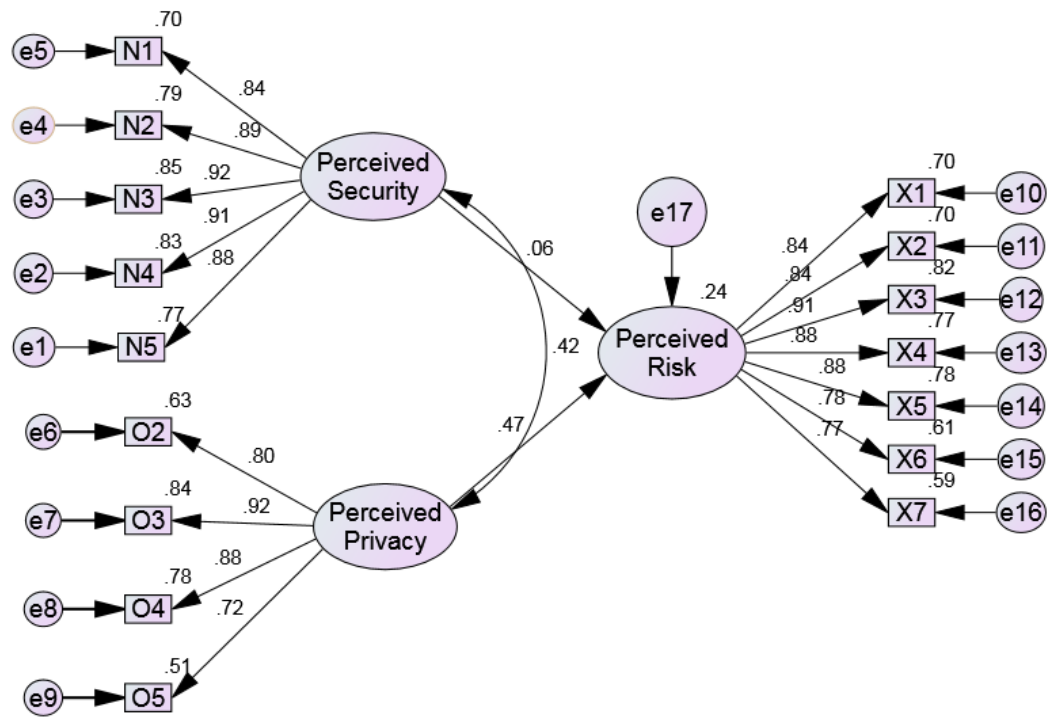 .70
e5 N1
.84
.79
e4 N2
.89
.85
e3 N3
.92
.91
.83
e2 N4
.88
.77
e1 N5
Perceived
Security
.63
e6 O2
.80
.84
e7 O3
.92
.88
.78
e8 O4
.72
.51
e9 O5
Perceived
Privacy
.06
.42
.47
e17
.24
Perceived
Risk
.70
.84
X1 e10
.70
.84
X2 e11
.82
.91
X3 e12
.77
.88
X4 e13
.78
.88
X5 e14
.61
.78
X6 e15
.59
.77
X7 e16